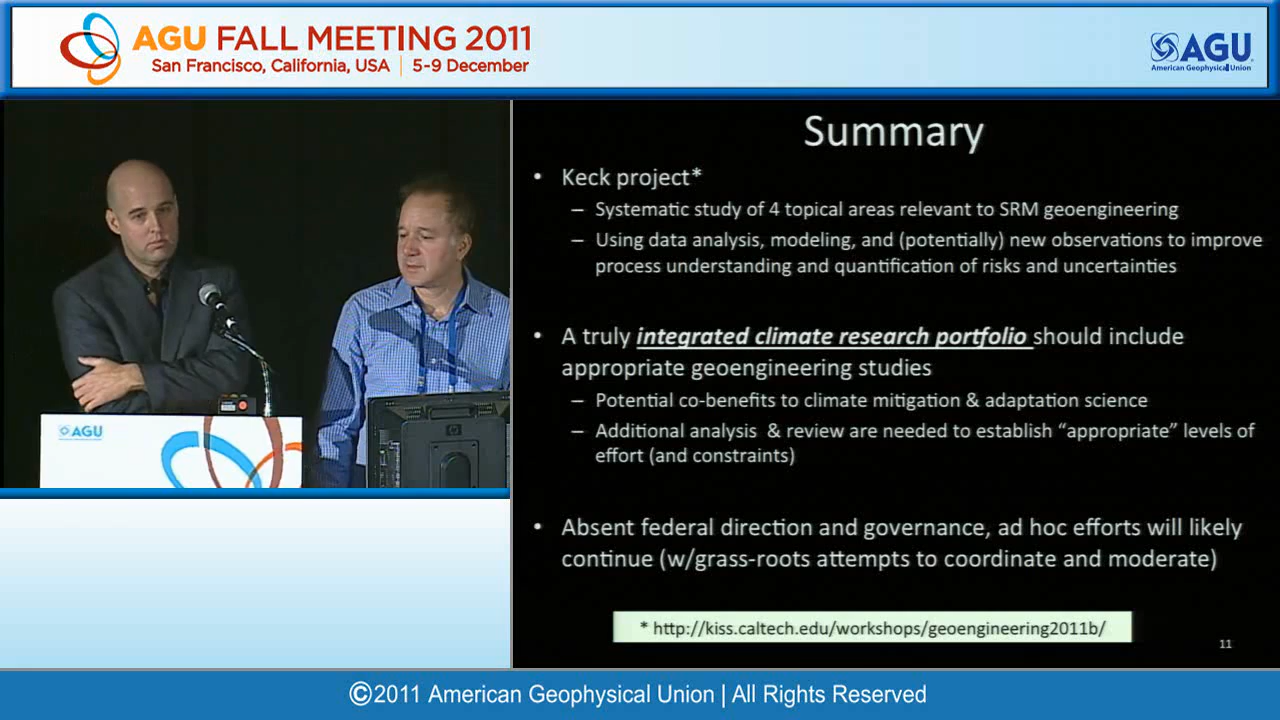 AGU FALL MEETING 2011
San Francisco, California, USA | 5-9 December
AGU
American Geophysical Union
AGU
Summary
• Keck project*
– Systematic study of 4 topical areas relevant to SRM geoengineering
– Using data analysis, modeling, and (potentially) new observations to improve
process understanding and quantification of risks and uncertainties
• A truly integrated climate research portfolio should include
appropriate geoengineering studies
– Potential co-benefits to climate mitigation & adaptation science
– Additional analysis & review are needed to establish “appropriate” levels of
effort (and constraints)
• Absent federal direction and governance, ad hoc efforts will likely
continue (w/grass-roots attempts to coordinate and moderate)
* http://kiss.caltech.edu/workshops/geoengineering2011b/
11
©2011 American Geophysical Union | All Rights Reserved